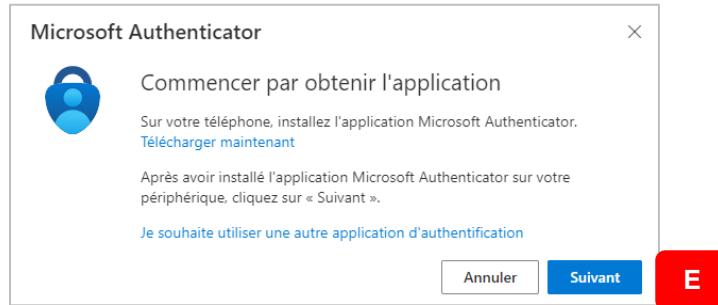 Microsoft Authenticator
Commencer par obtenir l'application
Sur votre téléphone, installez l'application Microsoft Authenticator.
Télécharger maintenant
Après avoir installé l'application Microsoft Authenticator sur votre
périphérique, cliquez sur « Suivant ».
Je souhaite utiliser une autre application d'authentification
Annuler Suivant E